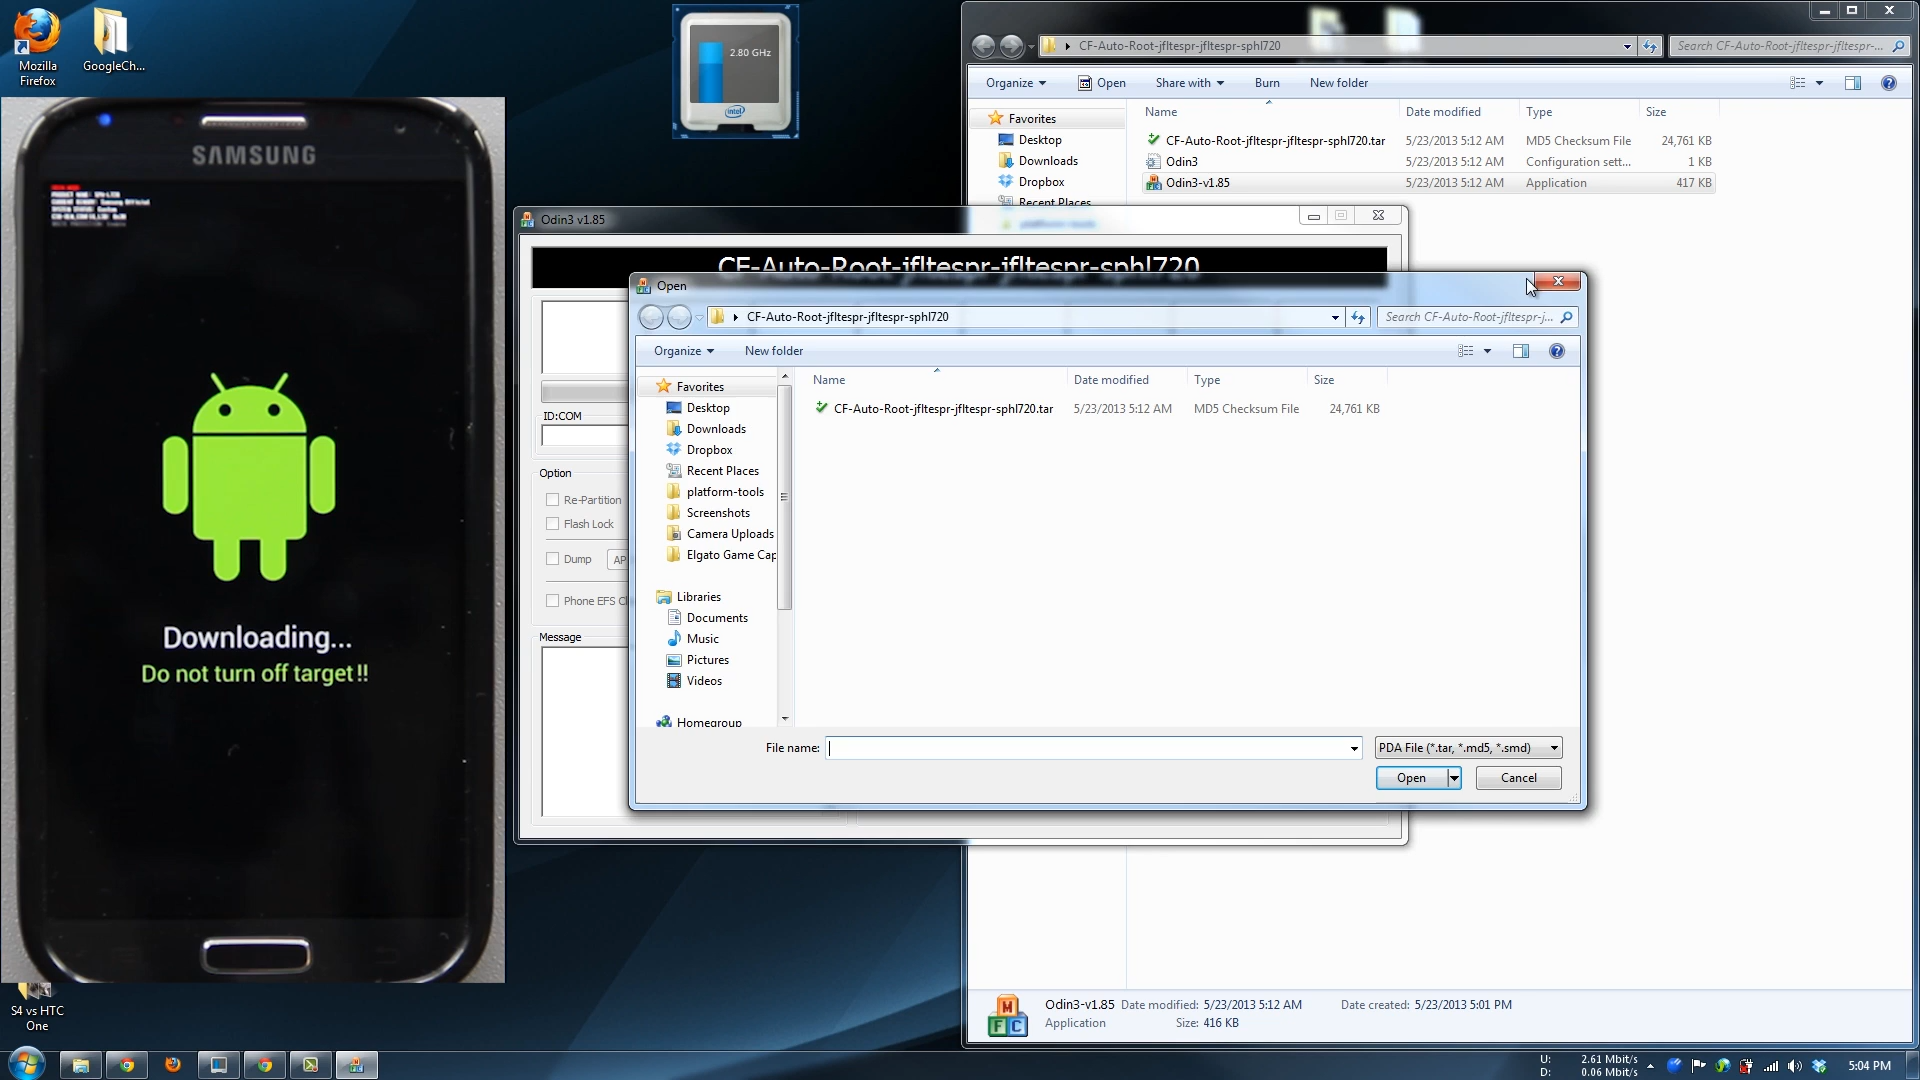 Mozilla
Firefox
GoogleCh...
2.80 GHz
intel
SAMSUNG
Downloading...
Do not turn off target !!
S4 vs HTC
One
CF-Auto-Root-jfltespr-jfltespr-sphl720
Search CF-Auto-Root-jfltespr-jfltespr-...
Organize
Open
Share with
Burn
New folder
Name
Date modified
Type
Size
Favorites
Desktop
Downloads
Dropbox
Recent Places
platform-tools
CF-Auto-Root-jfltespr-jfltespr-sphl720.tar 5/23/2013 5:12 AM MD5 Checksum File 24,761 KB
Odin3 5/23/2013 5:12 AM Configuration sett... 1 KB
Odin3-v1.85 5/23/2013 5:12 AM Application 417 KB
Odin3 v1.85
CF-Auto-Root-jfltespr-jfltespr-sphl720
ID:COM
Option
Re-Partition
Flash Lock
Dump
AP
Phone EFS Cl
Message
Open
CF-Auto-Root-jfltespr-jfltespr-sphl720
Search CF-Auto-Root-jfltespr-j...
Organize
New folder
Name
Date modified
Type
Size
Favorites
Desktop
Downloads
Dropbox
Recent Places
platform-tools
Screenshots
Camera Uploads
Elgato Game Cap
Libraries
Documents
Music
Pictures
Videos
Homegroup
CF-Auto-Root-jfltespr-jfltespr-sphl720.tar 5/23/2013 5:12 AM MD5 Checksum File 24,761 KB
File name:
PDA File (*.tar, *.md5, *.smd)
Open
Cancel
Odin3-v1.85 Date modified: 5/23/2013 5:12 AM Date created: 5/23/2013 5:01 PM
Application Size: 416 KB
M
F C
U: 2.61 Mbit/s
D: 0.06 Mbit/s
5:04 PM